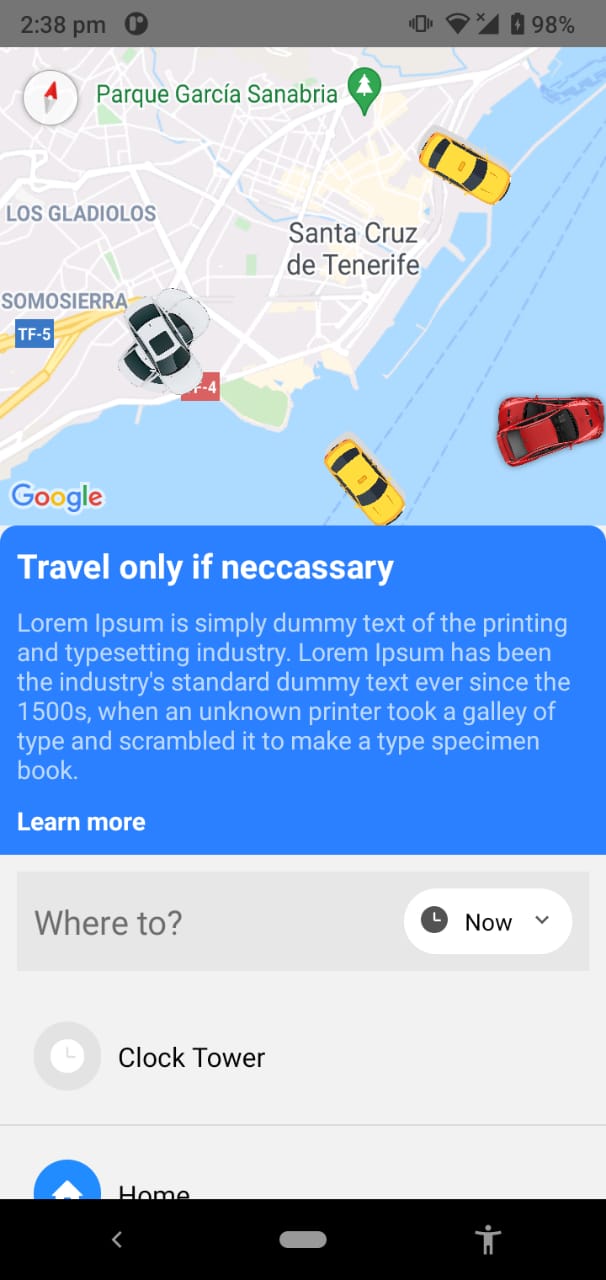 2:38 pm 98%
Parque García Sanabria
LOS GLADIOLOS
Santa Cruz
de Tenerife
SOMOSIERRA
TF-5
F-4
Google
Travel only if neccassary
Lorem Ipsum is simply dummy text of the printing
and typesetting industry. Lorem Ipsum has been
the industry's standard dummy text ever since the
1500s, when an unknown printer took a galley of
type and scrambled it to make a type specimen
book.
Learn more
Where to? Now
Clock Tower
Home